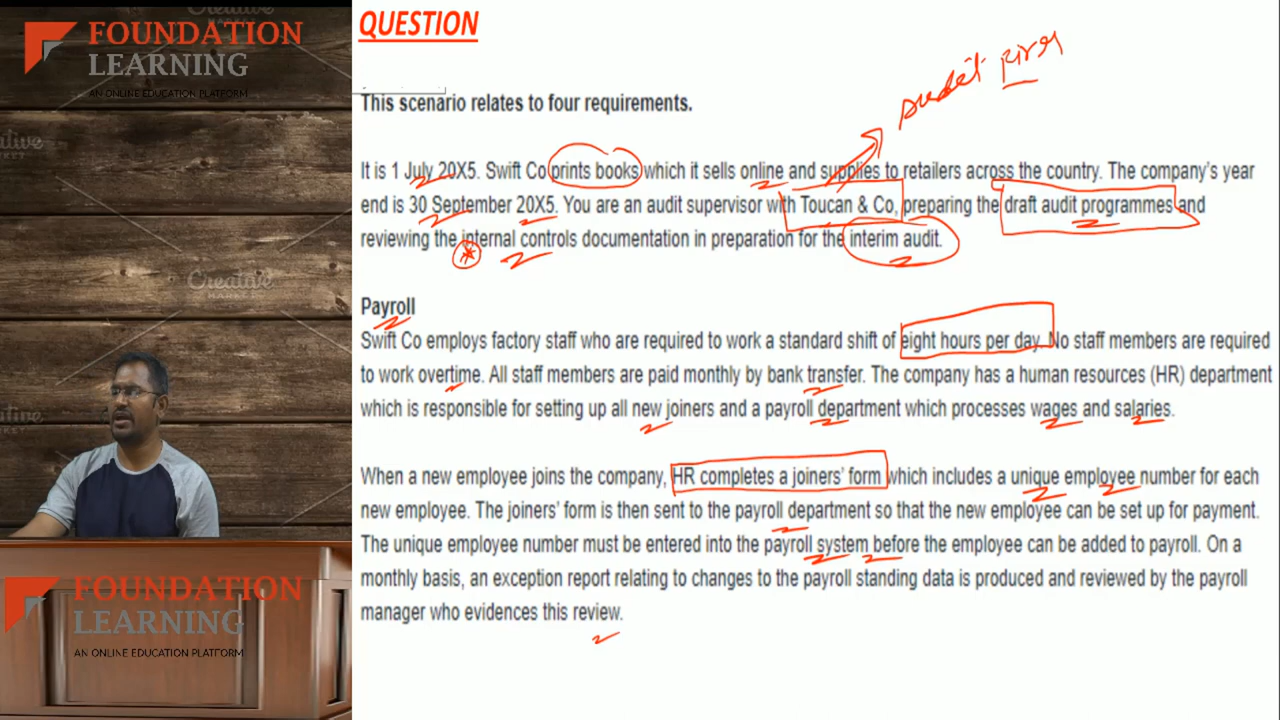 FOUNDATION
LEARNING
AN ONLINE EDUCATION PLATFORM
QUESTION
audit firm
This scenario relates to four requirements.
It is 1 July 20X5. Swift Co prints books which it sells online and supplies to retailers across the country. The company's year
end is 30 September 20X5. You are an audit supervisor with Toucan & Co, preparing the draft audit programmes and
reviewing the internal controls documentation in preparation for the interim audit.
Payroll
Swift Co employs factory staff who are required to work a standard shift of eight hours per day. No staff members are required
to work overtime. All staff members are paid monthly by bank transfer. The company has a human resources (HR) department
which is responsible for setting up all new joiners and a payroll department which processes wages and salaries.
When a new employee joins the company, HR completes a joiners' form which includes a unique employee number for each
new employee. The joiners' form is then sent to the payroll department so that the new employee can be set up for payment.
The unique employee number must be entered into the payroll system before the employee can be added to payroll. On a
monthly basis, an exception report relating to changes to the payroll standing data is produced and reviewed by the payroll
manager who evidences this review.
Creative
MARKET
Creative
FOUNDATION
LEARNING
AN ONLINE EDUCATION PLATFORM